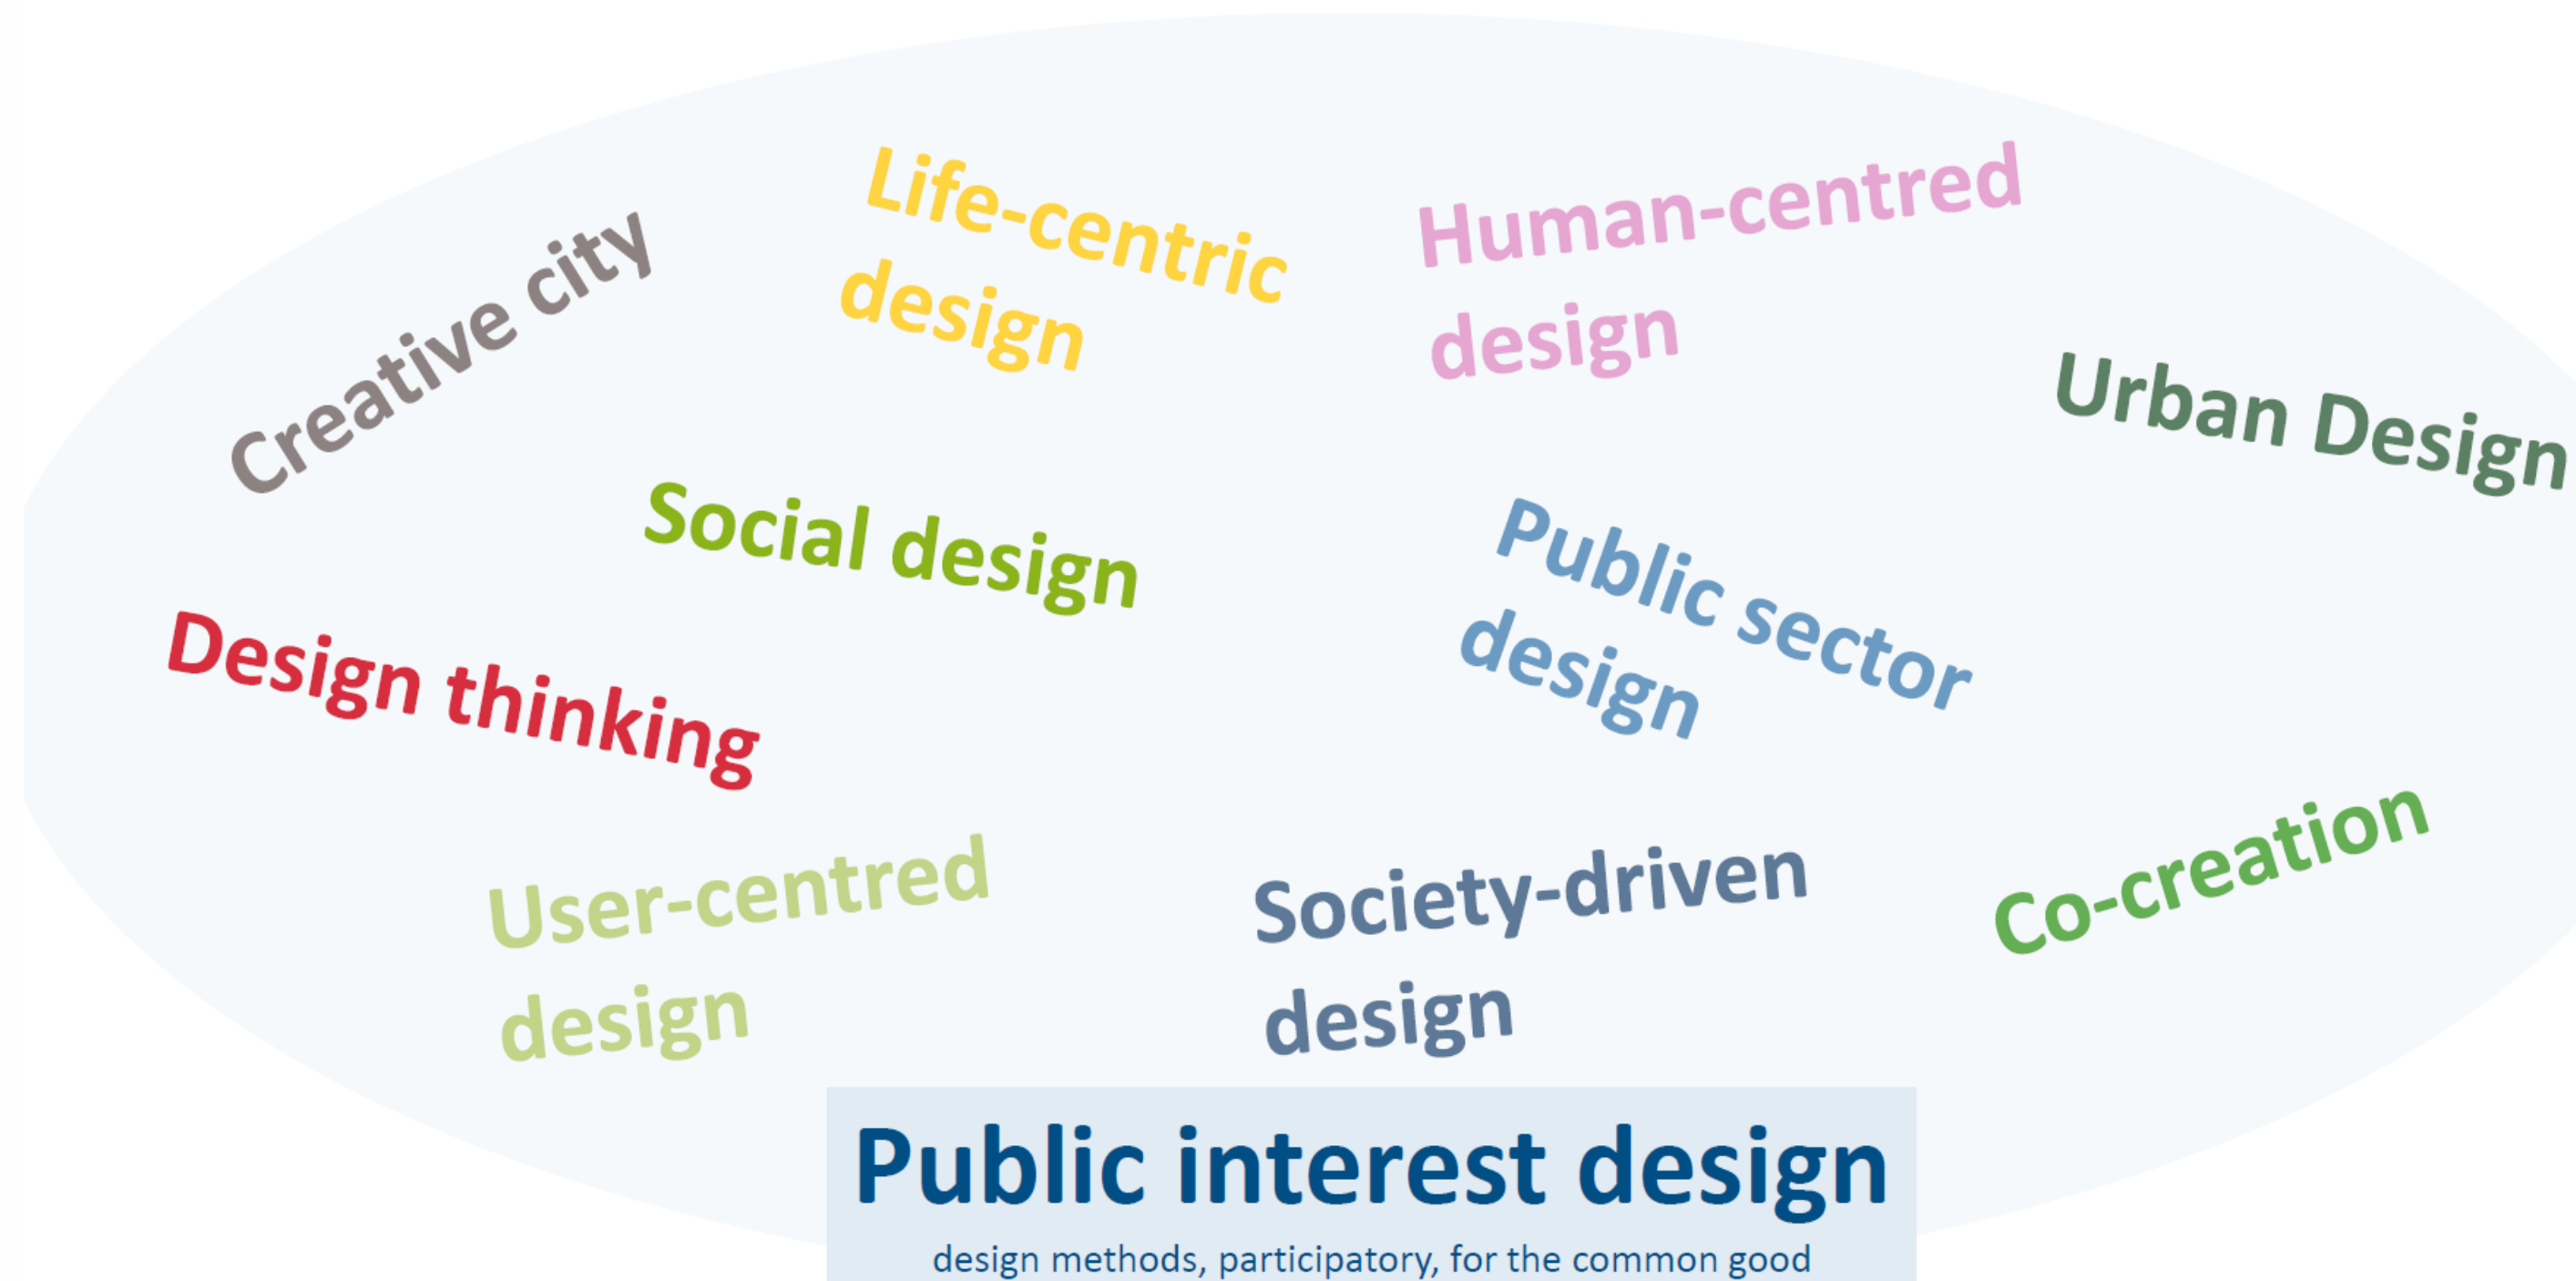 Creative city
Life-centric
design
Human-centred
design
Urban Design
Social design
Public sector
design
Design thinking
User-centred
design
Society-driven
design
Co-creation
Public interest design
design methods, participatory, for the common good